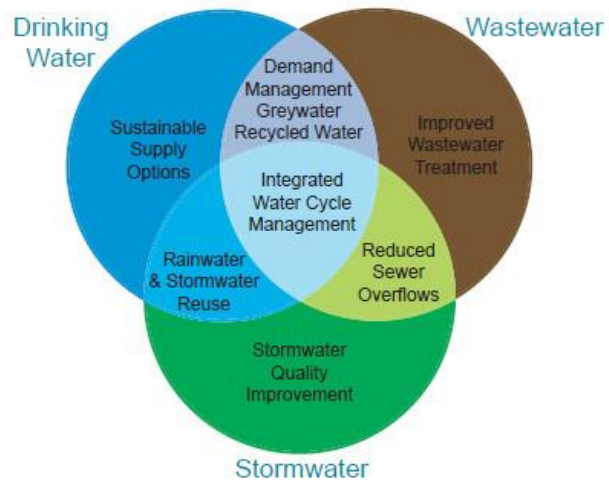 Drinking
Water
Wastewater
Demand
Management
Greywater
Recycled Water
Sustainable
Supply
Options
Improved
Wastewater
Treatment
Integrated
Water Cycle
Management
Rainwater
& Stormwater
Reuse
Reduced
Sewer
Overflows
Stormwater
Quality
Improvement
Stormwater